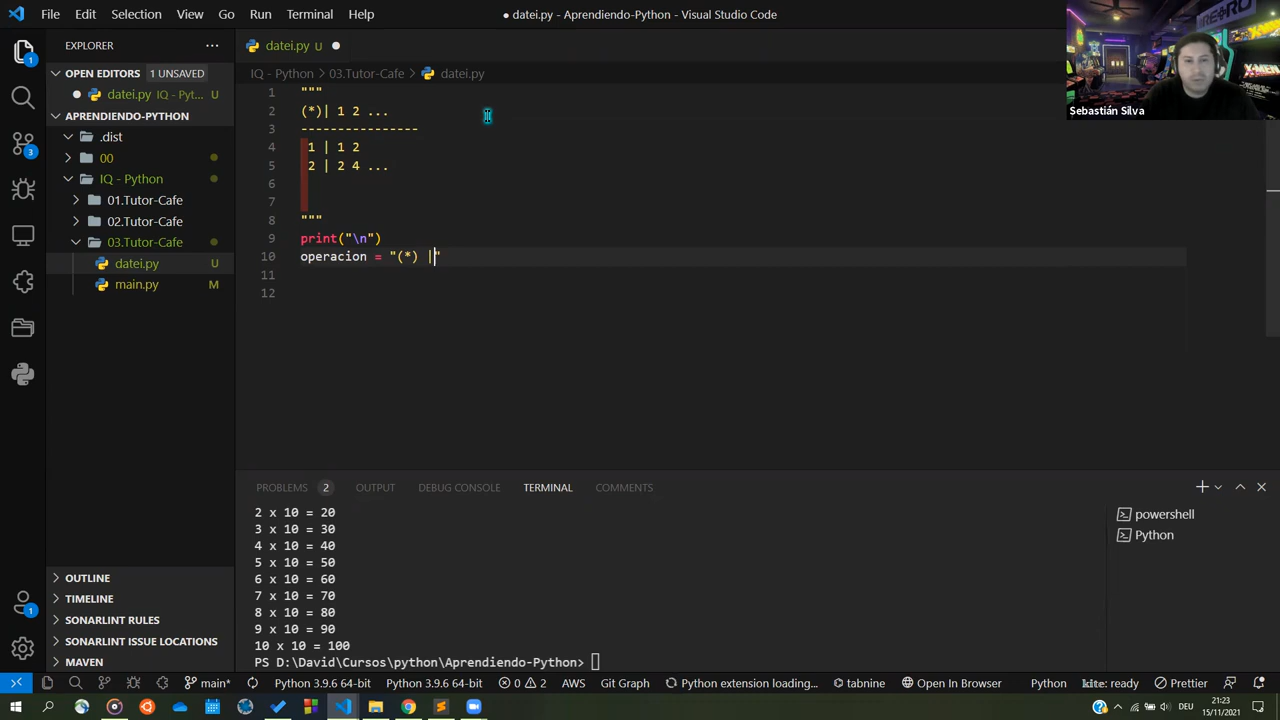 File Edit Selection View Go Run Terminal Help
● datei.py - Aprendiendo-Python - Visual Studio Code
RETRO
X-MEN
Sebastián Silva
EXPLORER ...
datei.py U ●
OPEN EDITORS 1 UNSAVED
● datei.py IQ - Pyt... U
IQ - Python > 03.Tutor-Cafe > datei.py
APRENDIENDO-PYTHON
.dist
00
IQ - Python
01.Tutor-Cafe
02.Tutor-Cafe
03.Tutor-Cafe
datei.py U
main.py M
1 """
2 (*)| 1 2 ...
3 ----------------
4 1 | 1 2
5 2 | 2 4 ...
6
7
8 """
9 print("\n")
10 operacion = "(*) |"
11
12
1
3
1
PROBLEMS 2 OUTPUT DEBUG CONSOLE TERMINAL COMMENTS
2 x 10 = 20
3 x 10 = 30
4 x 10 = 40
5 x 10 = 50
6 x 10 = 60
7 x 10 = 70
8 x 10 = 80
9 x 10 = 90
10 x 10 = 100
PS D:\David\Cursos\python\Aprendiendo-Python>
powershell
Python
OUTLINE
TIMELINE
SONARLINT RULES
SONARLINT ISSUE LOCATIONS
MAVEN
main* Python 3.9.6 64-bit Python 3.9.6 64-bit 0 2 AWS Git Graph Python extension loading... tabnine Open In Browser Python kite: ready Prettier
DEU
21:23
15/11/2021